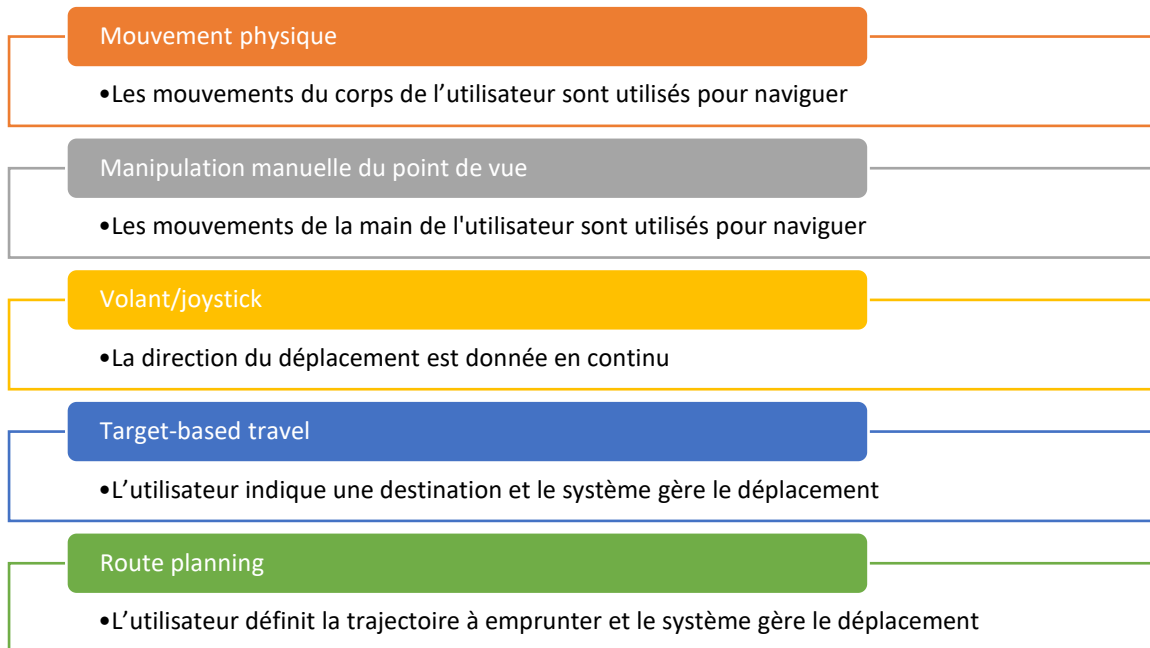 Mouvement physique
•Les mouvements du corps de l’utilisateur sont utilisés pour naviguer
Manipulation manuelle du point de vue
•Les mouvements de la main de l'utilisateur sont utilisés pour naviguer
Volant/joystick
•La direction du déplacement est donnée en continu
Target-based travel
•L’utilisateur indique une destination et le système gère le déplacement
Route planning
•L’utilisateur définit la trajectoire à emprunter et le système gère le déplacement